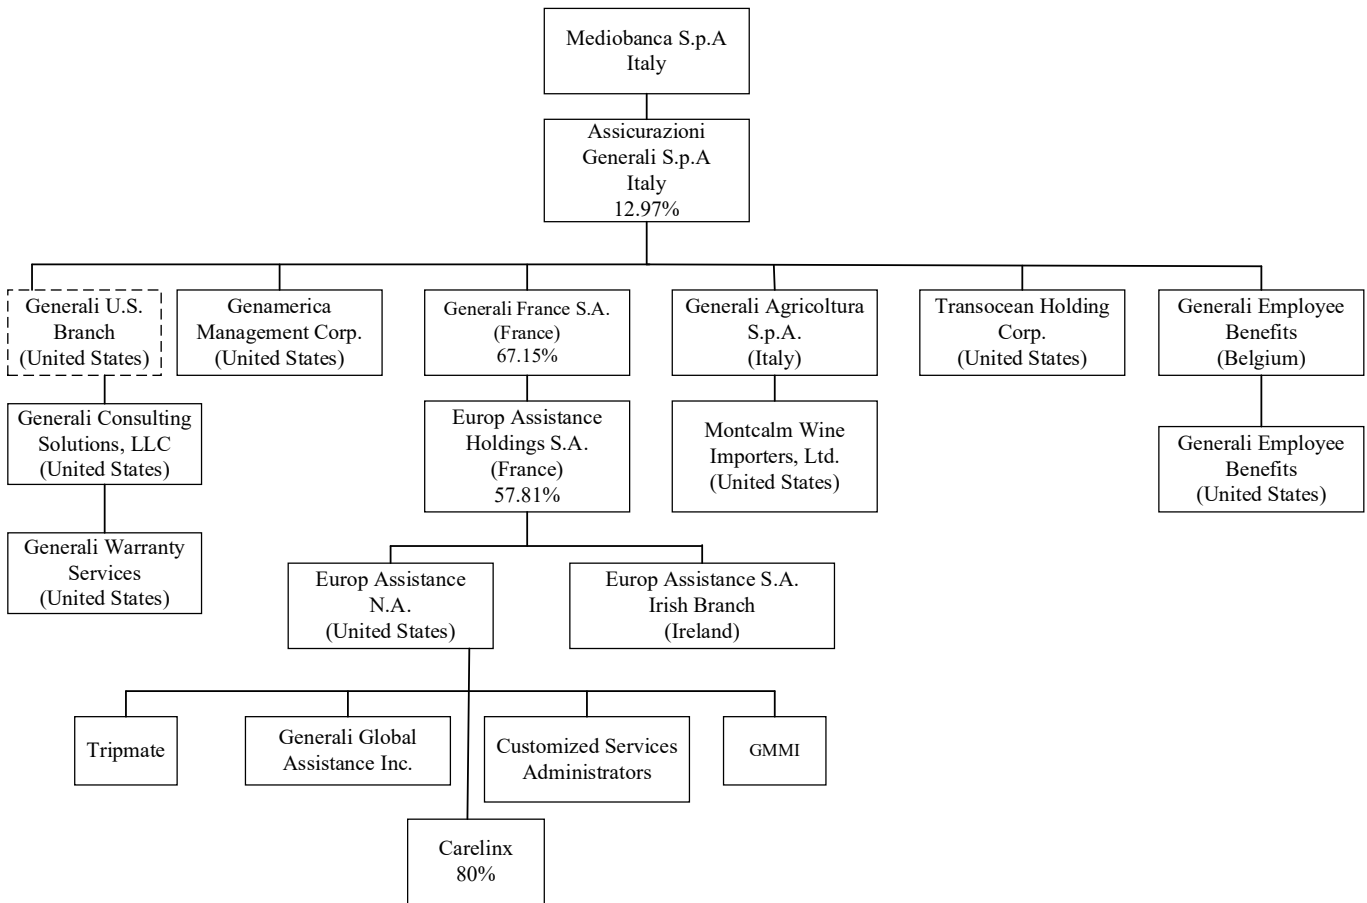 Mediobanca S.p.A
Italy
Assicurazioni
Generali S.p.A
Italy
12.97%
Generali U.S.
Branch
(United States)
Genamerica
Management Corp.
(United States)
Generali France S.A.
(France)
67.15%
Generali Agricoltura
S.p.A.
(Italy)
Transocean Holding
Corp.
(United States)
Generali Employee
Benefits
(Belgium)
Generali Consulting
Solutions, LLC
(United States)
Europ Assistance
Holdings S.A.
(France)
57.81%
Montcalm Wine
Importers, Ltd.
(United States)
Generali Employee
Benefits
(United States)
Generali Warranty
Services
(United States)
Europ Assistance
N.A.
(United States)
Europ Assistance S.A.
Irish Branch
(Ireland)
Tripmate
Generali Global
Assistance Inc.
Customized Services
Administrators
GMMI
Carelinx
80%